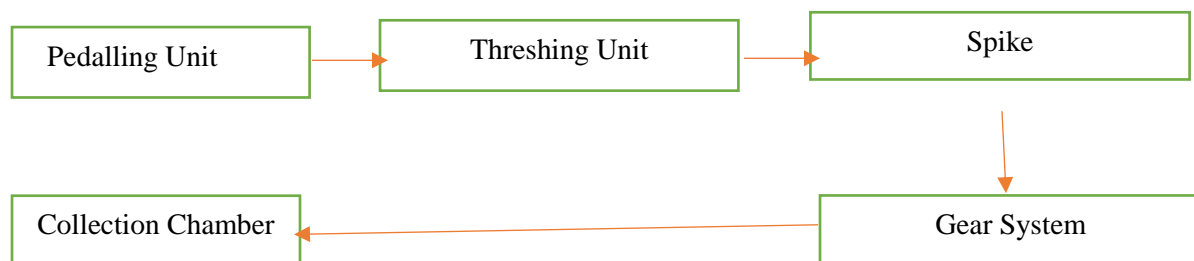 Pedalling Unit
Threshing Unit
Spike
Collection Chamber
Gear System